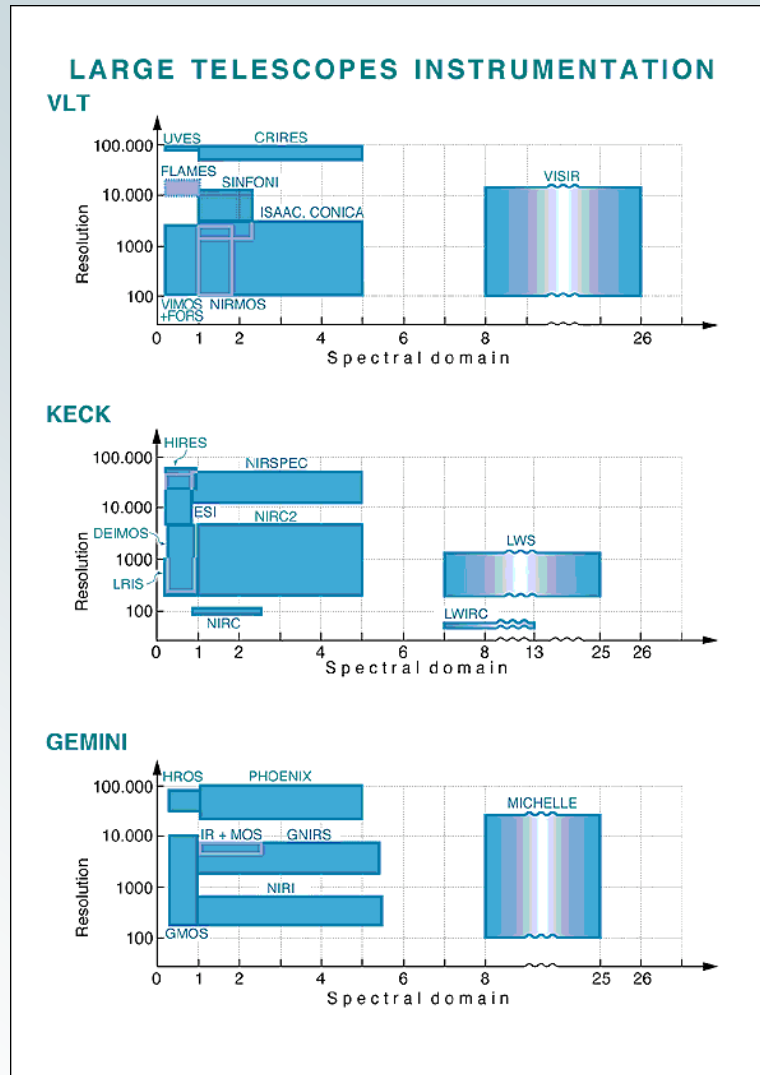 LARGE TELESCOPES INSTRUMENTATION
VLT
UVES CRIRES
100.000
FLAMES
SINFONI VISIR
10.000
ISAAC. CONICA
Resolution
1000
100
VIMOS NIRMOS
+FORS
0 1 2 4 6 8 26
Spectral domain
KECK
HIRES
100.000
NIRSPEC
10.000
ESI
NIRC2
DEIMOS
LWS
Resolution
1000
LRIS
100
LWIRC
NIRC
0 1 2 4 6 8 13 25 26
Spectral domain
GEMINI
HROS PHOENIX
100.000
MICHELLE
10.000
IR + MOS GNIRS
Resolution
1000
NIRI
100
GMOS
0 1 2 4 6 8 25 26
Spectral domain